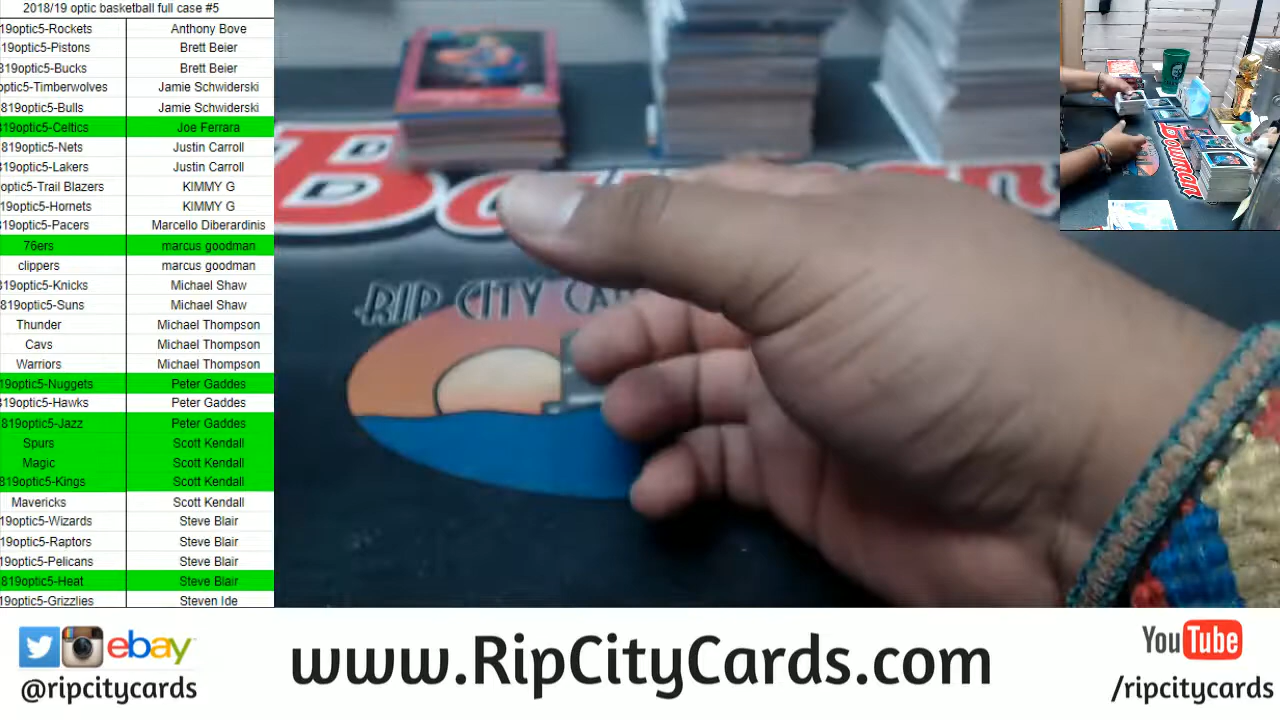 2018/19 optic basketball full case #5
19optic5-Rockets Anthony Bove
19optic5-Pistons Brett Beier
819optic5-Bucks Brett Beier
optic5-Timberwolves Jamie Schwiderski
819optic5-Bulls Jamie Schwiderski
819optic5-Celtics Joe Ferrara
19optic5-Nets Justin Carroll
19optic5-Lakers Justin Carroll
optic5-Trail Blazers KIMMY G
19optic5-Hornets KIMMY G
819optic5-Pacers Marcello Diberardinis
76ers marcus goodman
clippers marcus goodman
819optic5-Knicks Michael Shaw
819optic5-Suns Michael Shaw
Thunder Michael Thompson
Cavs Michael Thompson
Warriors Michael Thompson
19optic5-Nuggets Peter Gaddes
819optic5-Hawks Peter Gaddes
819optic5-Jazz Peter Gaddes
Spurs Scott Kendall
Magic Scott Kendall
819optic5-Kings Scott Kendall
Mavericks Scott Kendall
19optic5-Wizards Steve Blair
19optic5-Raptors Steve Blair
19optic5-Pelicans Steve Blair
819optic5-Heat Steve Blair
19optic5-Grizzlies Steven Ide
Bowman
RIP CITY
ebay
@ripcitycards
www.RipCityCards.com
YouTube
/ripcitycards